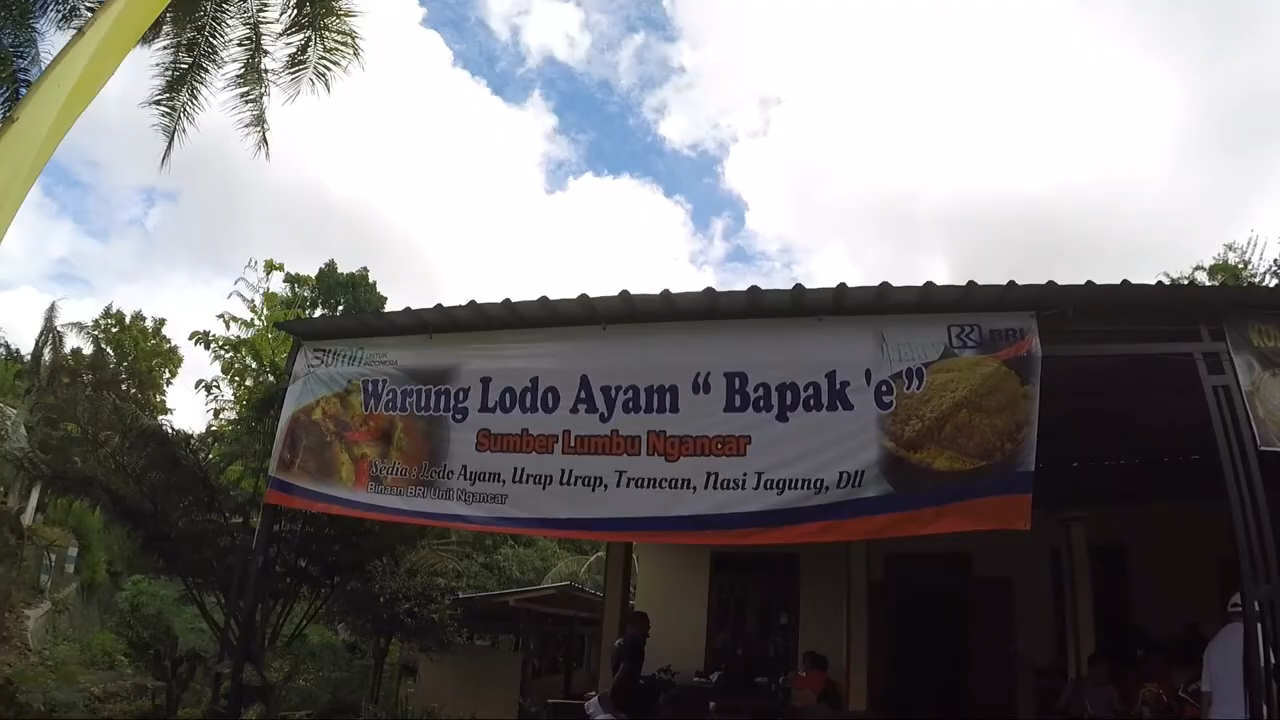 BUMN UNTUK INDONESIA
BRI
Warung Lodo Ayam “ Bapak 'e ”
Sumber Lumbu Ngancar
Sedia : Lodo Ayam, Urap Urap, Trancan, Nasi Jagung, Dll
Binaan BRI Unit Ngancar